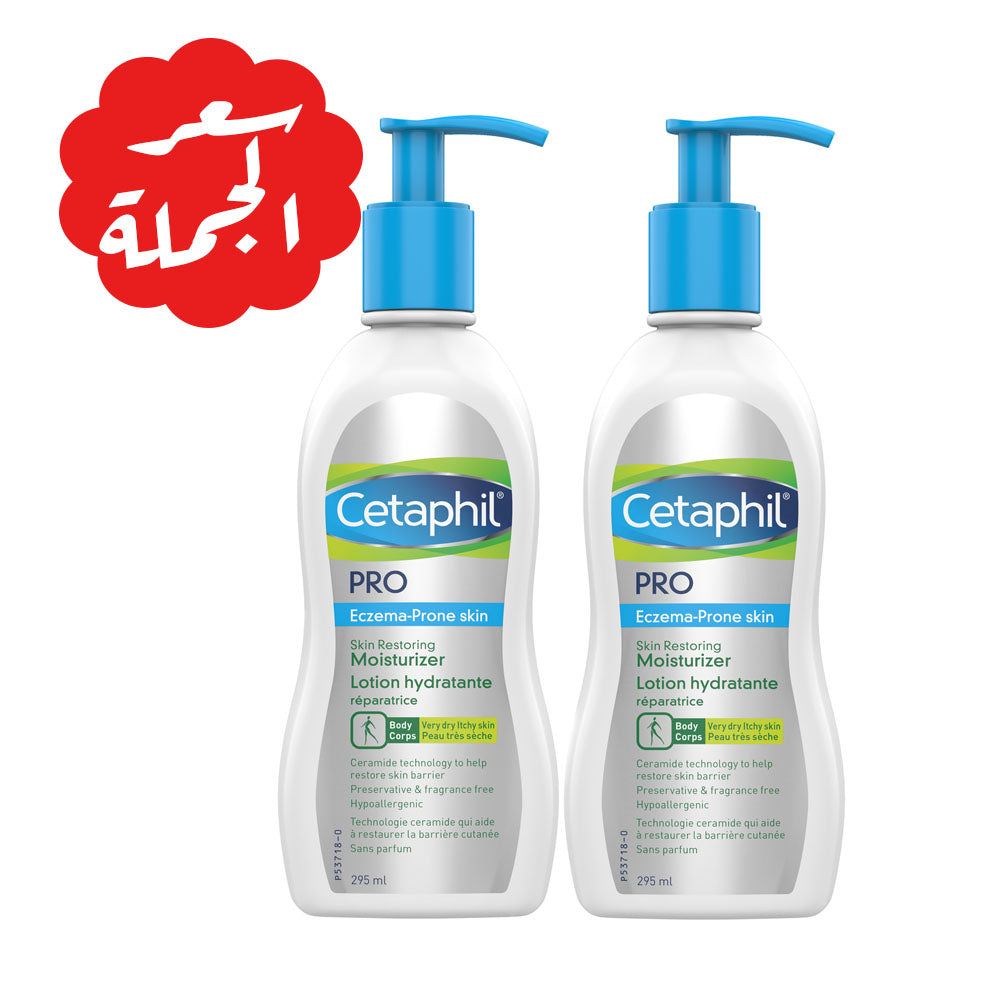 سعر
الجملة
Cetaphil®
PRO
Eczema-Prone skin
Skin Restoring
Moisturizer
Lotion hydratante
réparatrice
Body
Corps
Very dry Itchy skin
Peau très sèche
Ceramide technology to help
restore skin barrier
Preservative & fragrance free
Hypoallergenic
Technologie ceramide qui aide
à restaurer la barrière cutanée
Sans parfum
P53718-0
295 ml
Cetaphil®
PRO
Eczema-Prone skin
Skin Restoring
Moisturizer
Lotion hydratante
réparatrice
Body
Corps
Very dry Itchy skin
Peau très sèche
Ceramide technology to help
restore skin barrier
Preservative & fragrance free
Hypoallergenic
Technologie ceramide qui aide
à restaurer la barrière cutanée
Sans parfum
P53718-0
295 ml